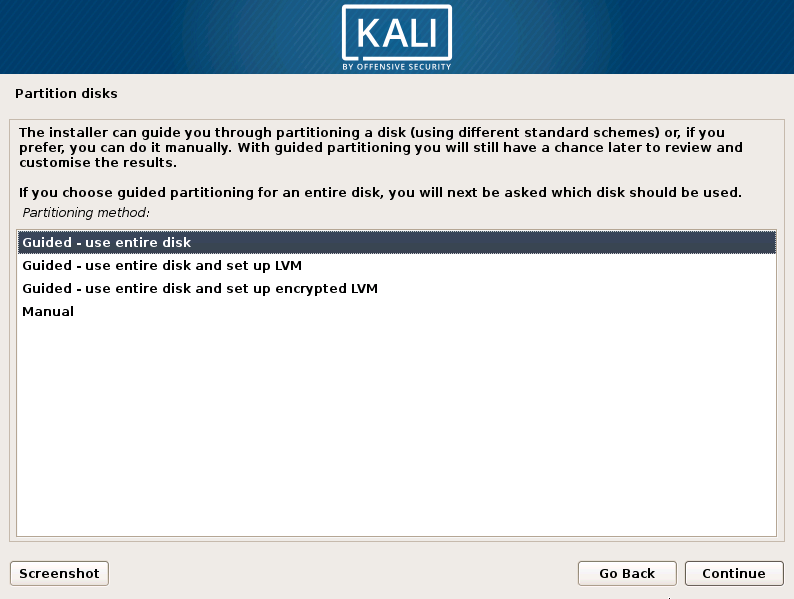 KALI
BY OFFENSIVE SECURITY
Partition disks
The installer can guide you through partitioning a disk (using different standard schemes) or, if you
prefer, you can do it manually. With guided partitioning you will still have a chance later to review and
customise the results.
If you choose guided partitioning for an entire disk, you will next be asked which disk should be used.
Partitioning method:
Guided - use entire disk
Guided - use entire disk and set up LVM
Guided - use entire disk and set up encrypted LVM
Manual
Screenshot
Go Back
Continue